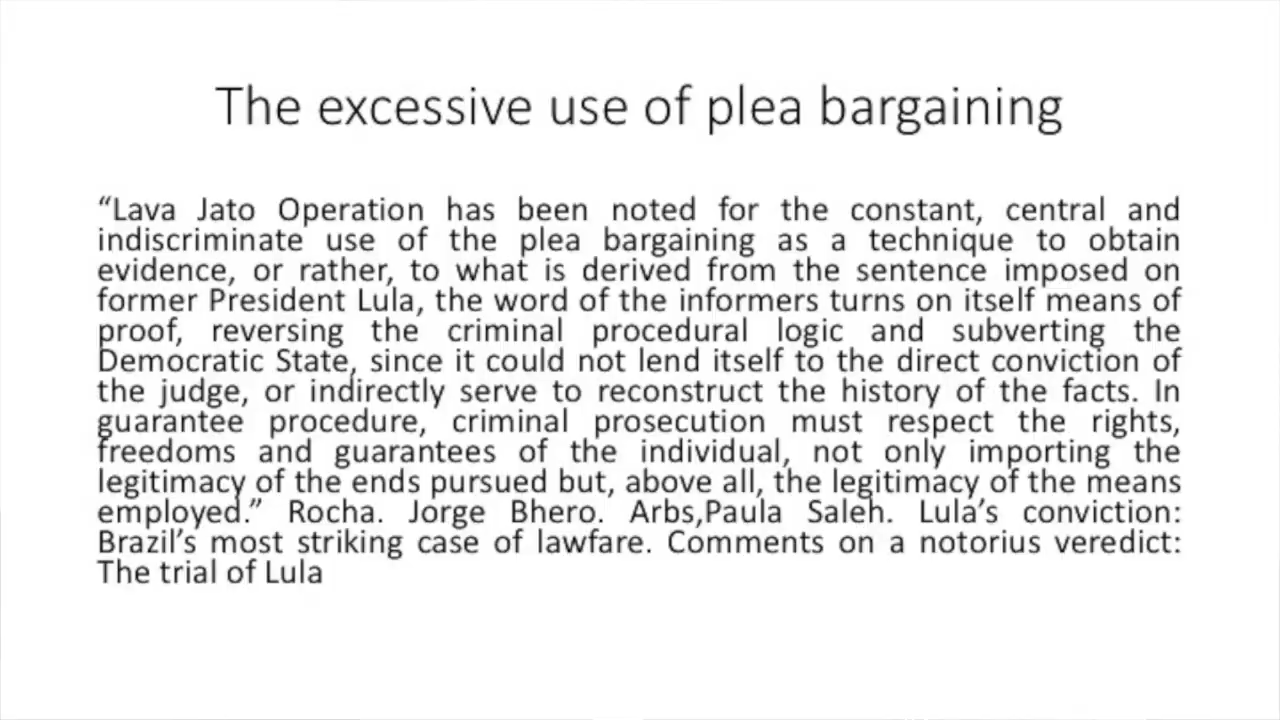 The excessive use of plea bargaining
“Lava Jato Operation has been noted for the constant, central and
indiscriminate use of the plea bargaining as a technique to obtain
evidence, or rather, to what is derived from the sentence imposed on
former President Lula, the word of the informers turns on itself means of
proof, reversing the criminal procedural logic and subverting the
Democratic State, since it could not lend itself to the direct conviction of
the judge, or indirectly serve to reconstruct the history of the facts. In
guarantee procedure, criminal prosecution must respect the rights,
freedoms and guarantees of the individual, not only importing the
legitimacy of the ends pursued but, above all, the legitimacy of the means
employed.” Rocha. Jorge Bhero. Arbs,Paula Saleh. Lula’s conviction:
Brazil’s most striking case of lawfare. Comments on a notorius veredict:
The trial of Lula